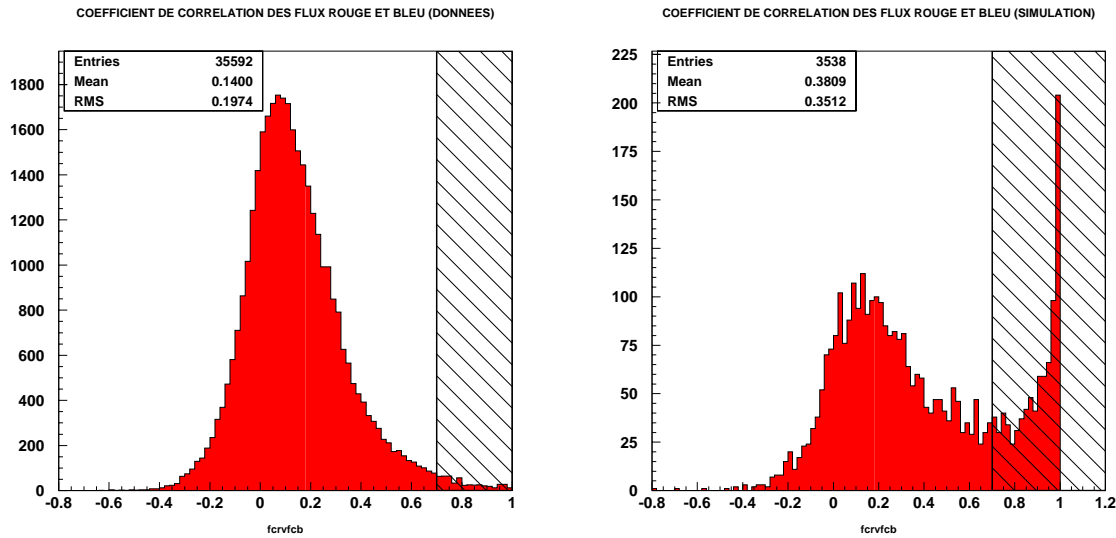 COEFFICIENT DE CORRELATION DES FLUX ROUGE ET BLEU (DONNEES)
Entries 35592
Mean 0.1400
RMS 0.1974
1800
1600
1400
1200
1000
800
600
400
200
0
-0.8 -0.6 -0.4 -0.2 0 0.2 0.4 0.6 0.8 1
fcrvfcb
COEFFICIENT DE CORRELATION DES FLUX ROUGE ET BLEU (SIMULATION)
Entries 3538
Mean 0.3809
RMS 0.3512
225
200
175
150
125
100
75
50
25
0
-0.8 -0.6 -0.4 -0.2 0 0.2 0.4 0.6 0.8 1 1.2
fcrvfcb